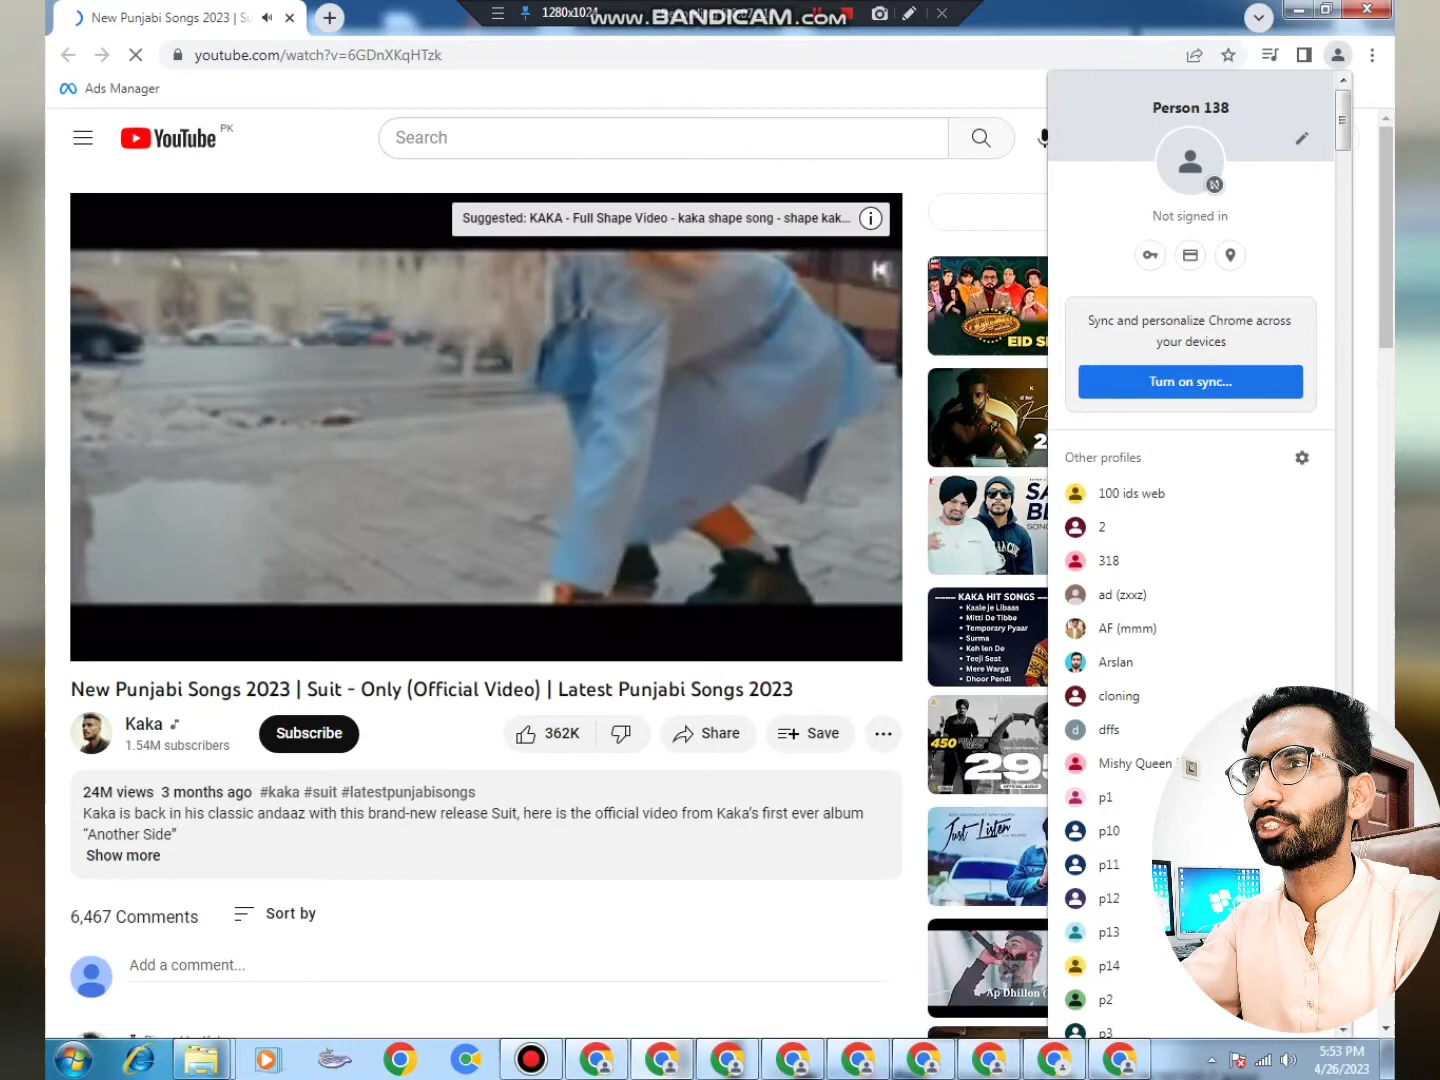 New Punjabi Songs 2023 | Su
1280x1024
www.BANDICAM.com
youtube.com/watch?v=6GDnXKqHTzk
Ads Manager
YouTube PK
Search
Person 138
Not signed in
Sync and personalize Chrome across
your devices
Turn on sync...
Other profiles
100 ids web
2
318
ad (zxxz)
AF (mmm)
Arslan
cloning
d dffs
Mishy Queen
p1
p10
p11
p12
p13
p14
p2
p3
Suggested: KAKA - Full Shape Video - kaka shape song - shape kak...
K
EID S
2
SA
BE
SONG
KAKA HIT SONGS
• Kaale je Libaas
• Mitti De Tibbe
• Temporary Pyaar
• Surma
• Keh len De
• Teeji Seat
• Mere Warga
• Dhoor Pendi
450
295
OFFICIAL AUDIO
Just Listen
Ap Dhillon (
New Punjabi Songs 2023 | Suit - Only (Official Video) | Latest Punjabi Songs 2023
Kaka
1.54M subscribers
Subscribe
362K
Share
Save
24M views 3 months ago #kaka #suit #latestpunjabisongs
Kaka is back in his classic andaaz with this brand-new release Suit, here is the official video from Kaka's first ever album
“Another Side”
Show more
6,467 Comments
Sort by
Add a comment...
5:53 PM
4/26/2023